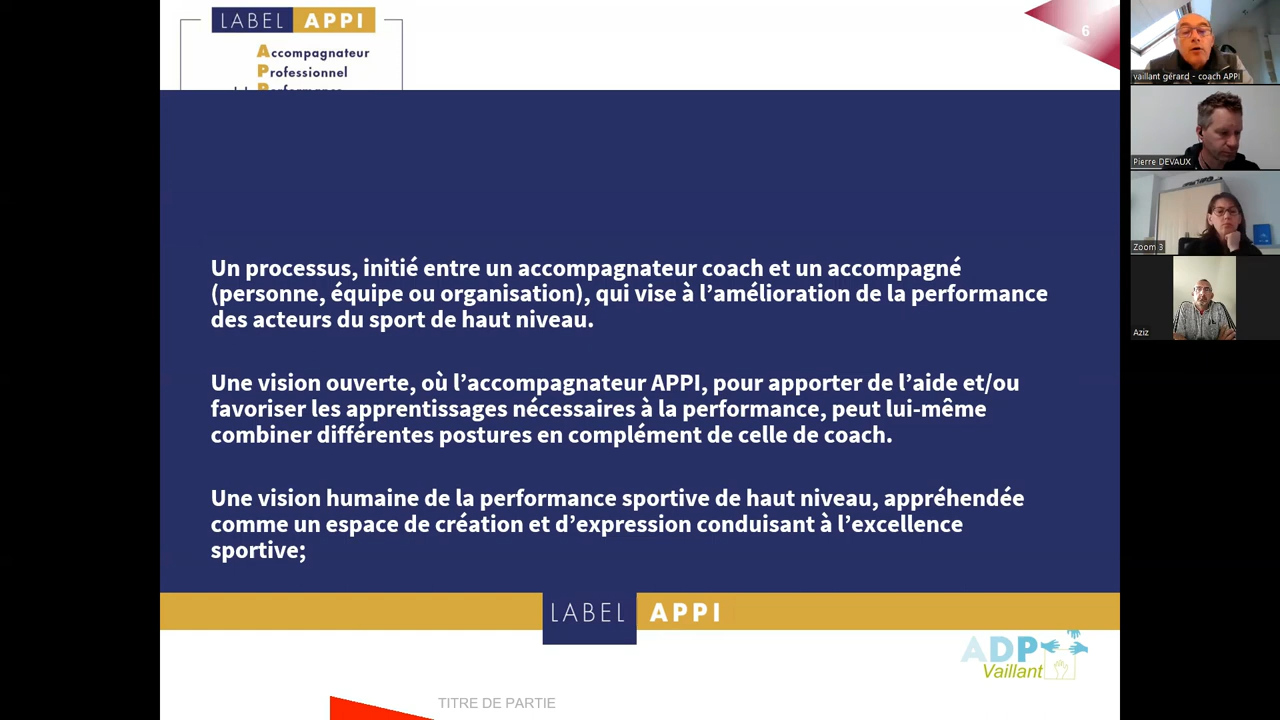 LABEL APPI
Accompagnateur
Professionnel
6
Un processus, initié entre un accompagnateur coach et un accompagné
(personne, équipe ou organisation), qui vise à l’amélioration de la performance
des acteurs du sport de haut niveau.
Une vision ouverte, où l’accompagnateur APPI, pour apporter de l’aide et/ou
favoriser les apprentissages nécessaires à la performance, peut lui-même
combiner différentes postures en complément de celle de coach.
Une vision humaine de la performance sportive de haut niveau, appréhendée
comme un espace de création et d’expression conduisant à l’excellence
sportive;
LABEL APPI
ADP
Vaillant
TITRE DE PARTIE
vaillant gérard - coach APPI
Pierre DEVAUX
Zoom 3
Aziz